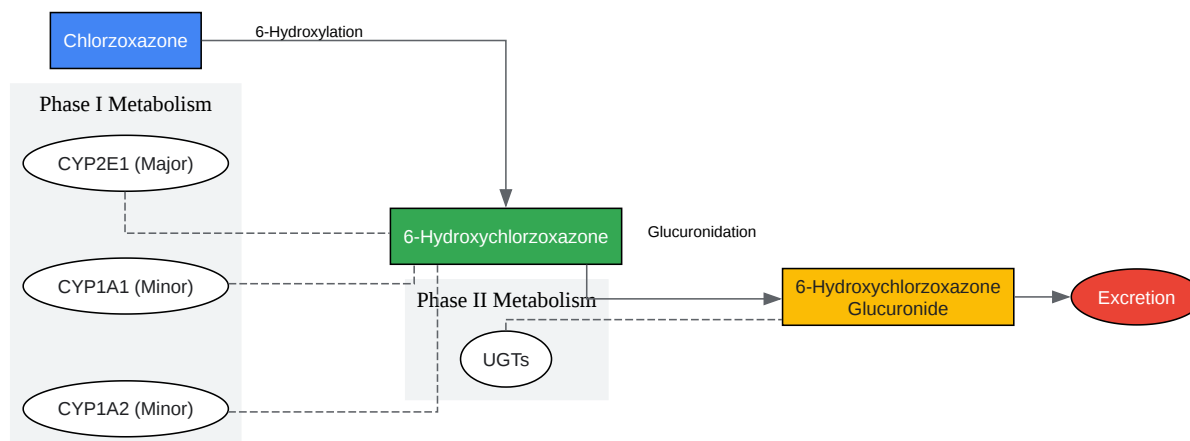 Chlorzoxazone
6-Hydroxylation
Phase I Metabolism
CYP2E1 (Major)
6-Hydroxychlorzoxazone
Glucuronidation
CYP1A1 (Minor)
Phase II Metabolism
6-Hydroxychlorzoxazone
Glucuronide
Excretion
UGTs
CYP1A2 (Minor)